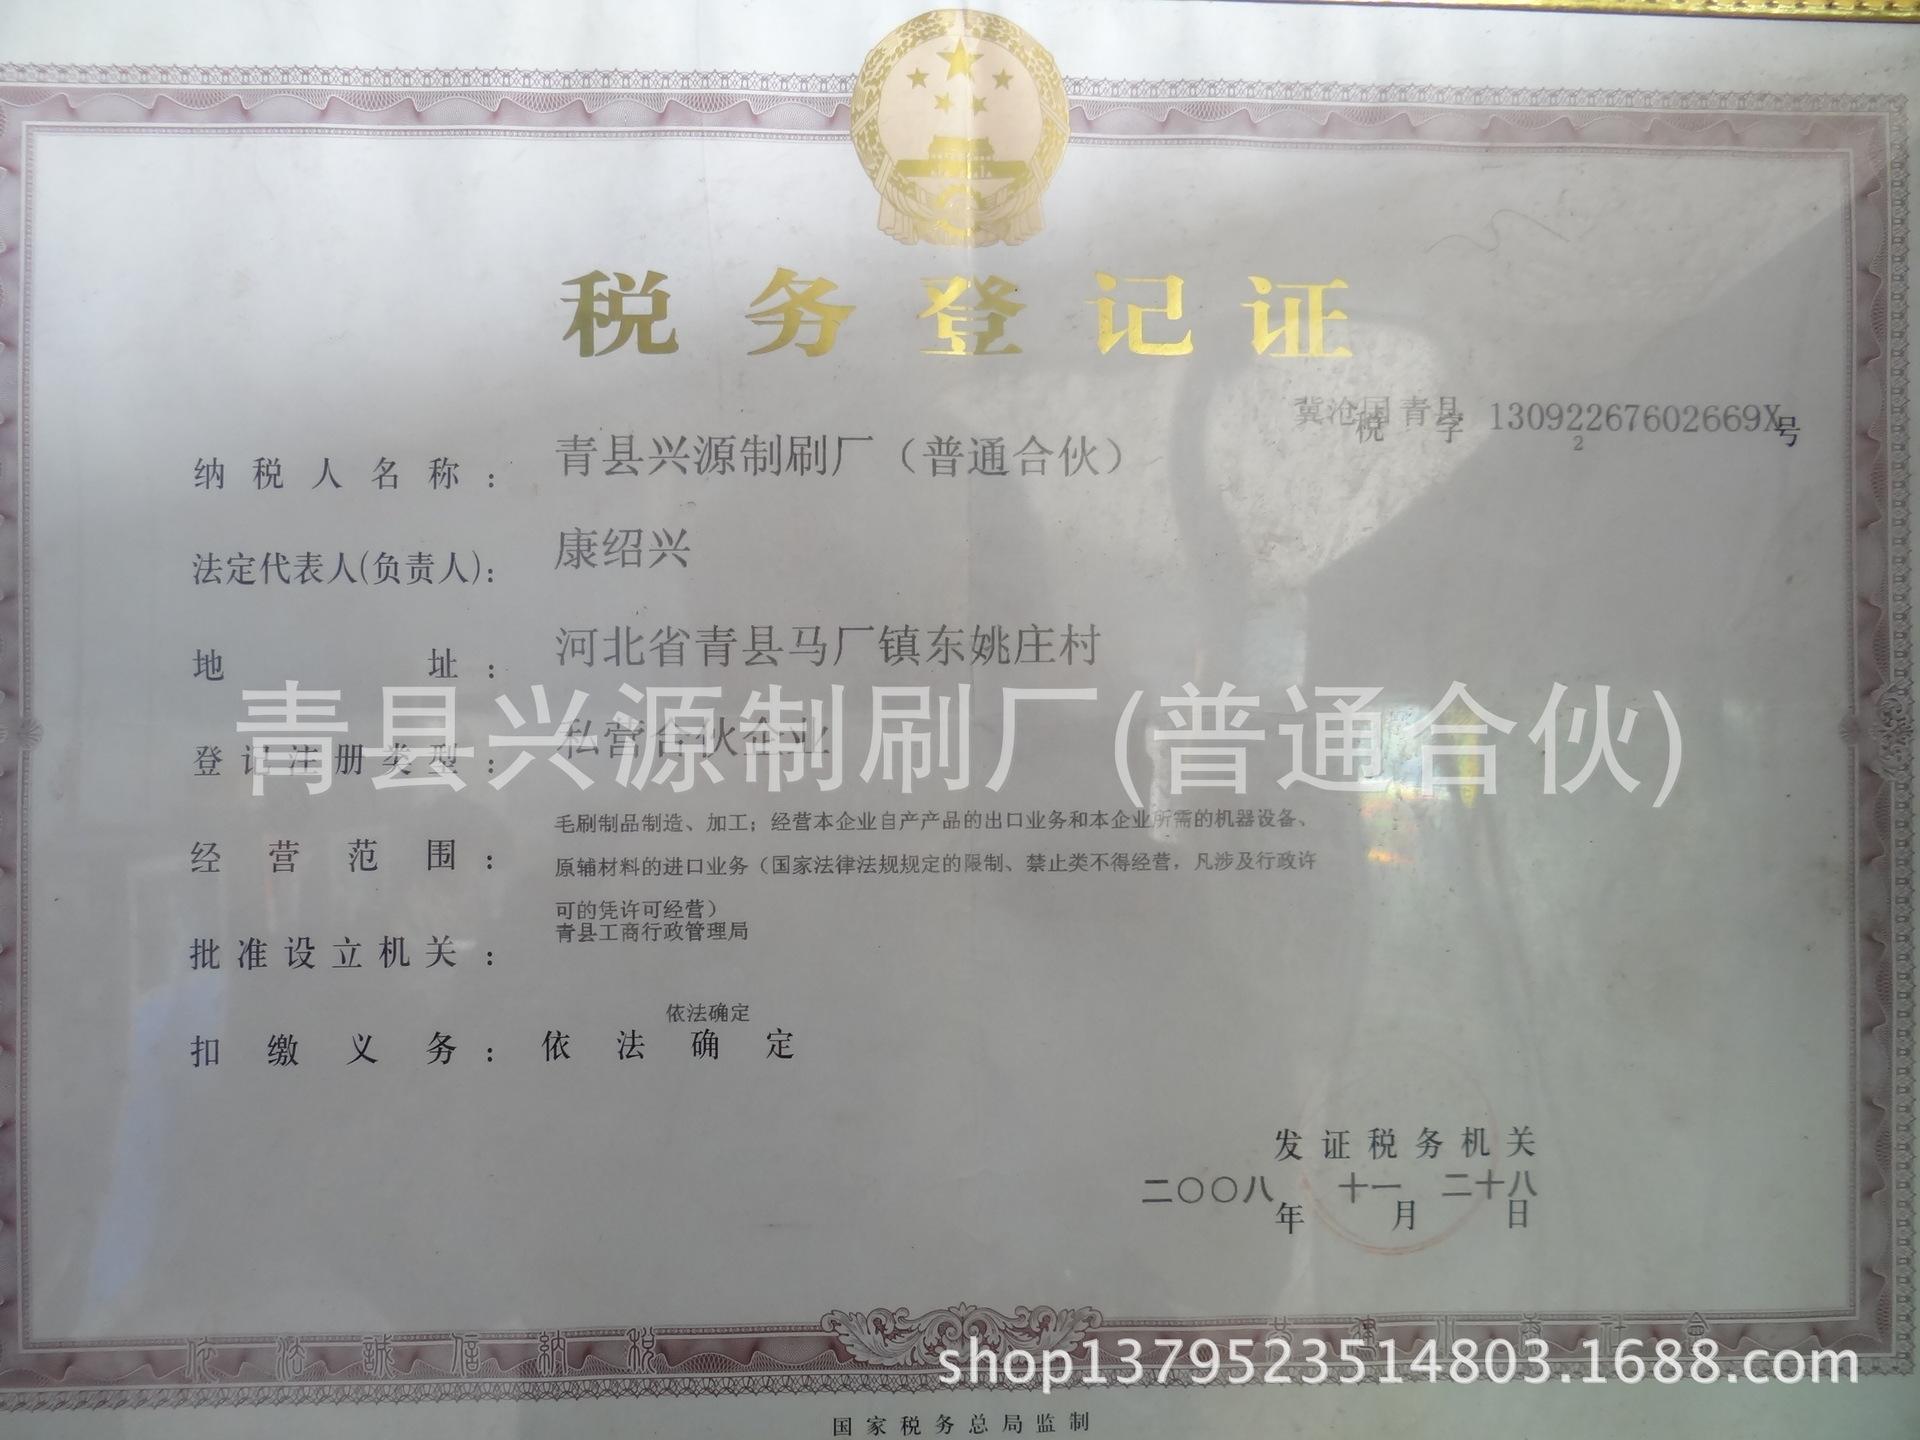 税务登记证
冀沧国 青县
税 字 13092267602669X号
2
纳税人名称： 青县兴源制刷厂（普通合伙）
法定代表人(负责人)： 康绍兴
地址： 河北省青县马厂镇东姚庄村
青县兴源制刷厂(普通合伙)
登记注册类型： 私营合伙企业
经营范围： 毛刷制品制造、加工；经营本企业自产产品的出口业务和本企业所需的机器设备、
原辅材料的进口业务（国家法律法规规定的限制、禁止类不得经营，凡涉及行政许
可的凭许可经营）
批准设立机关： 青县工商行政管理局
依法确定
扣缴义务： 依法确定
发证税务机关
二〇〇八年 十一月 二十八日
依法誠信納税
shop1379523514803.1688.com
国家税务总局监制